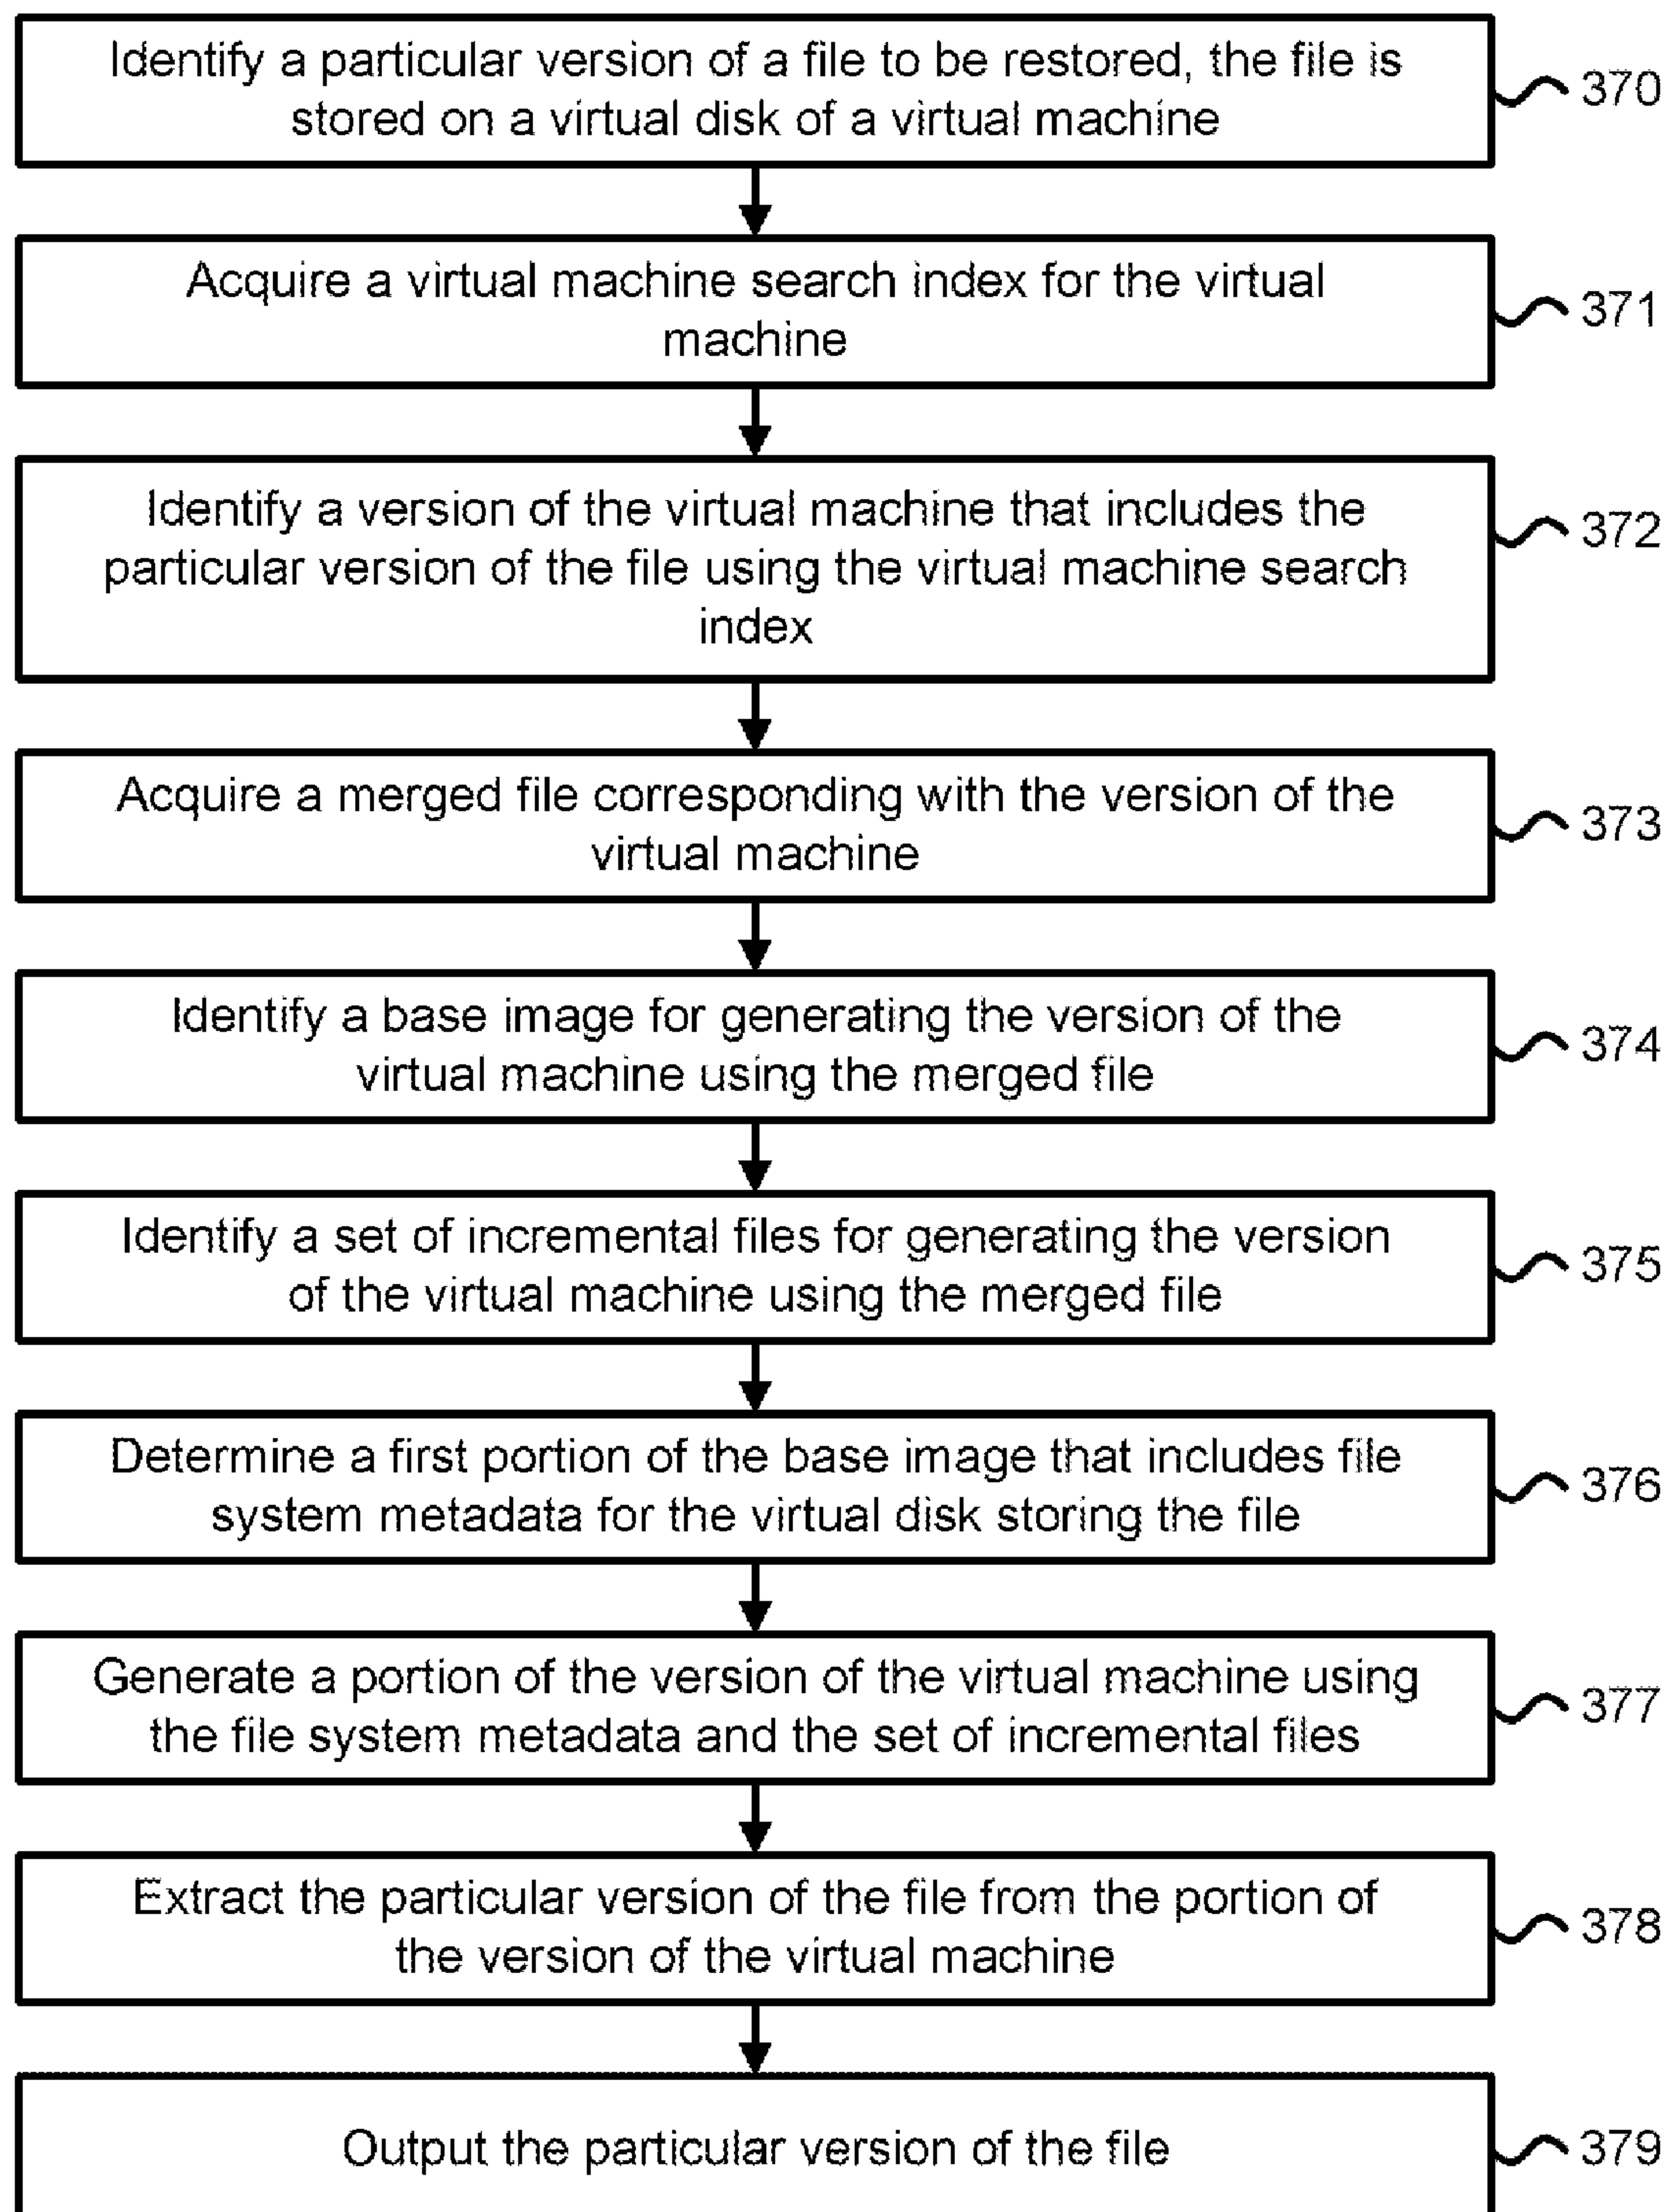 Identify a particular version of a file to be restored, the file is
stored on a virtual disk of a virtual machine
370
Acquire a virtual machine search index for the virtual
machine
371
Identify a version of the virtual machine that includes the
particular version of the file using the virtual machine search
index
372
Acquire a merged file corresponding with the version of the
virtual machine
373
Identify a base image for generating the version of the
virtual machine using the merged file
374
Identify a set of incremental files for generating the version
of the virtual machine using the merged file
375
Determine a first portion of the base image that includes file
system metadata for the virtual disk storing the file
376
Generate a portion of the version of the virtual machine using
the file system metadata and the set of incremental files
377
Extract the particular version of the file from the portion of
the version of the virtual machine
378
Output the particular version of the file
379